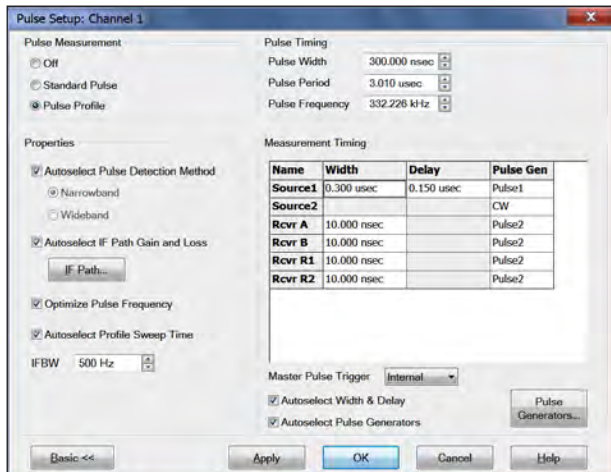 Pulse Setup: Channel 1
Pulse Measurement
Off
Standard Pulse
Pulse Profile
Pulse Timing
Pulse Width 300.000 nsec
Pulse Period 3.010 usec
Pulse Frequency 332.226 kHz
Properties
Autoselect Pulse Detection Method
Narrowband
Wideband
Autoselect IF Path Gain and Loss
IF Path...
Optimize Pulse Frequency
Autoselect Profile Sweep Time
IFBW 500 Hz
Measurement Timing
Name Width Delay Pulse Gen
Source1 0.300 usec 0.150 usec Pulse1
Source2 CW
Rcvr A 10.000 nsec Pulse2
Rcvr B 10.000 nsec Pulse2
Rcvr R1 10.000 nsec Pulse2
Rcvr R2 10.000 nsec Pulse2
Master Pulse Trigger Internal
Autoselect Width & Delay
Autoselect Pulse Generators
Pulse
Generators...
Basic << Apply OK Cancel Help